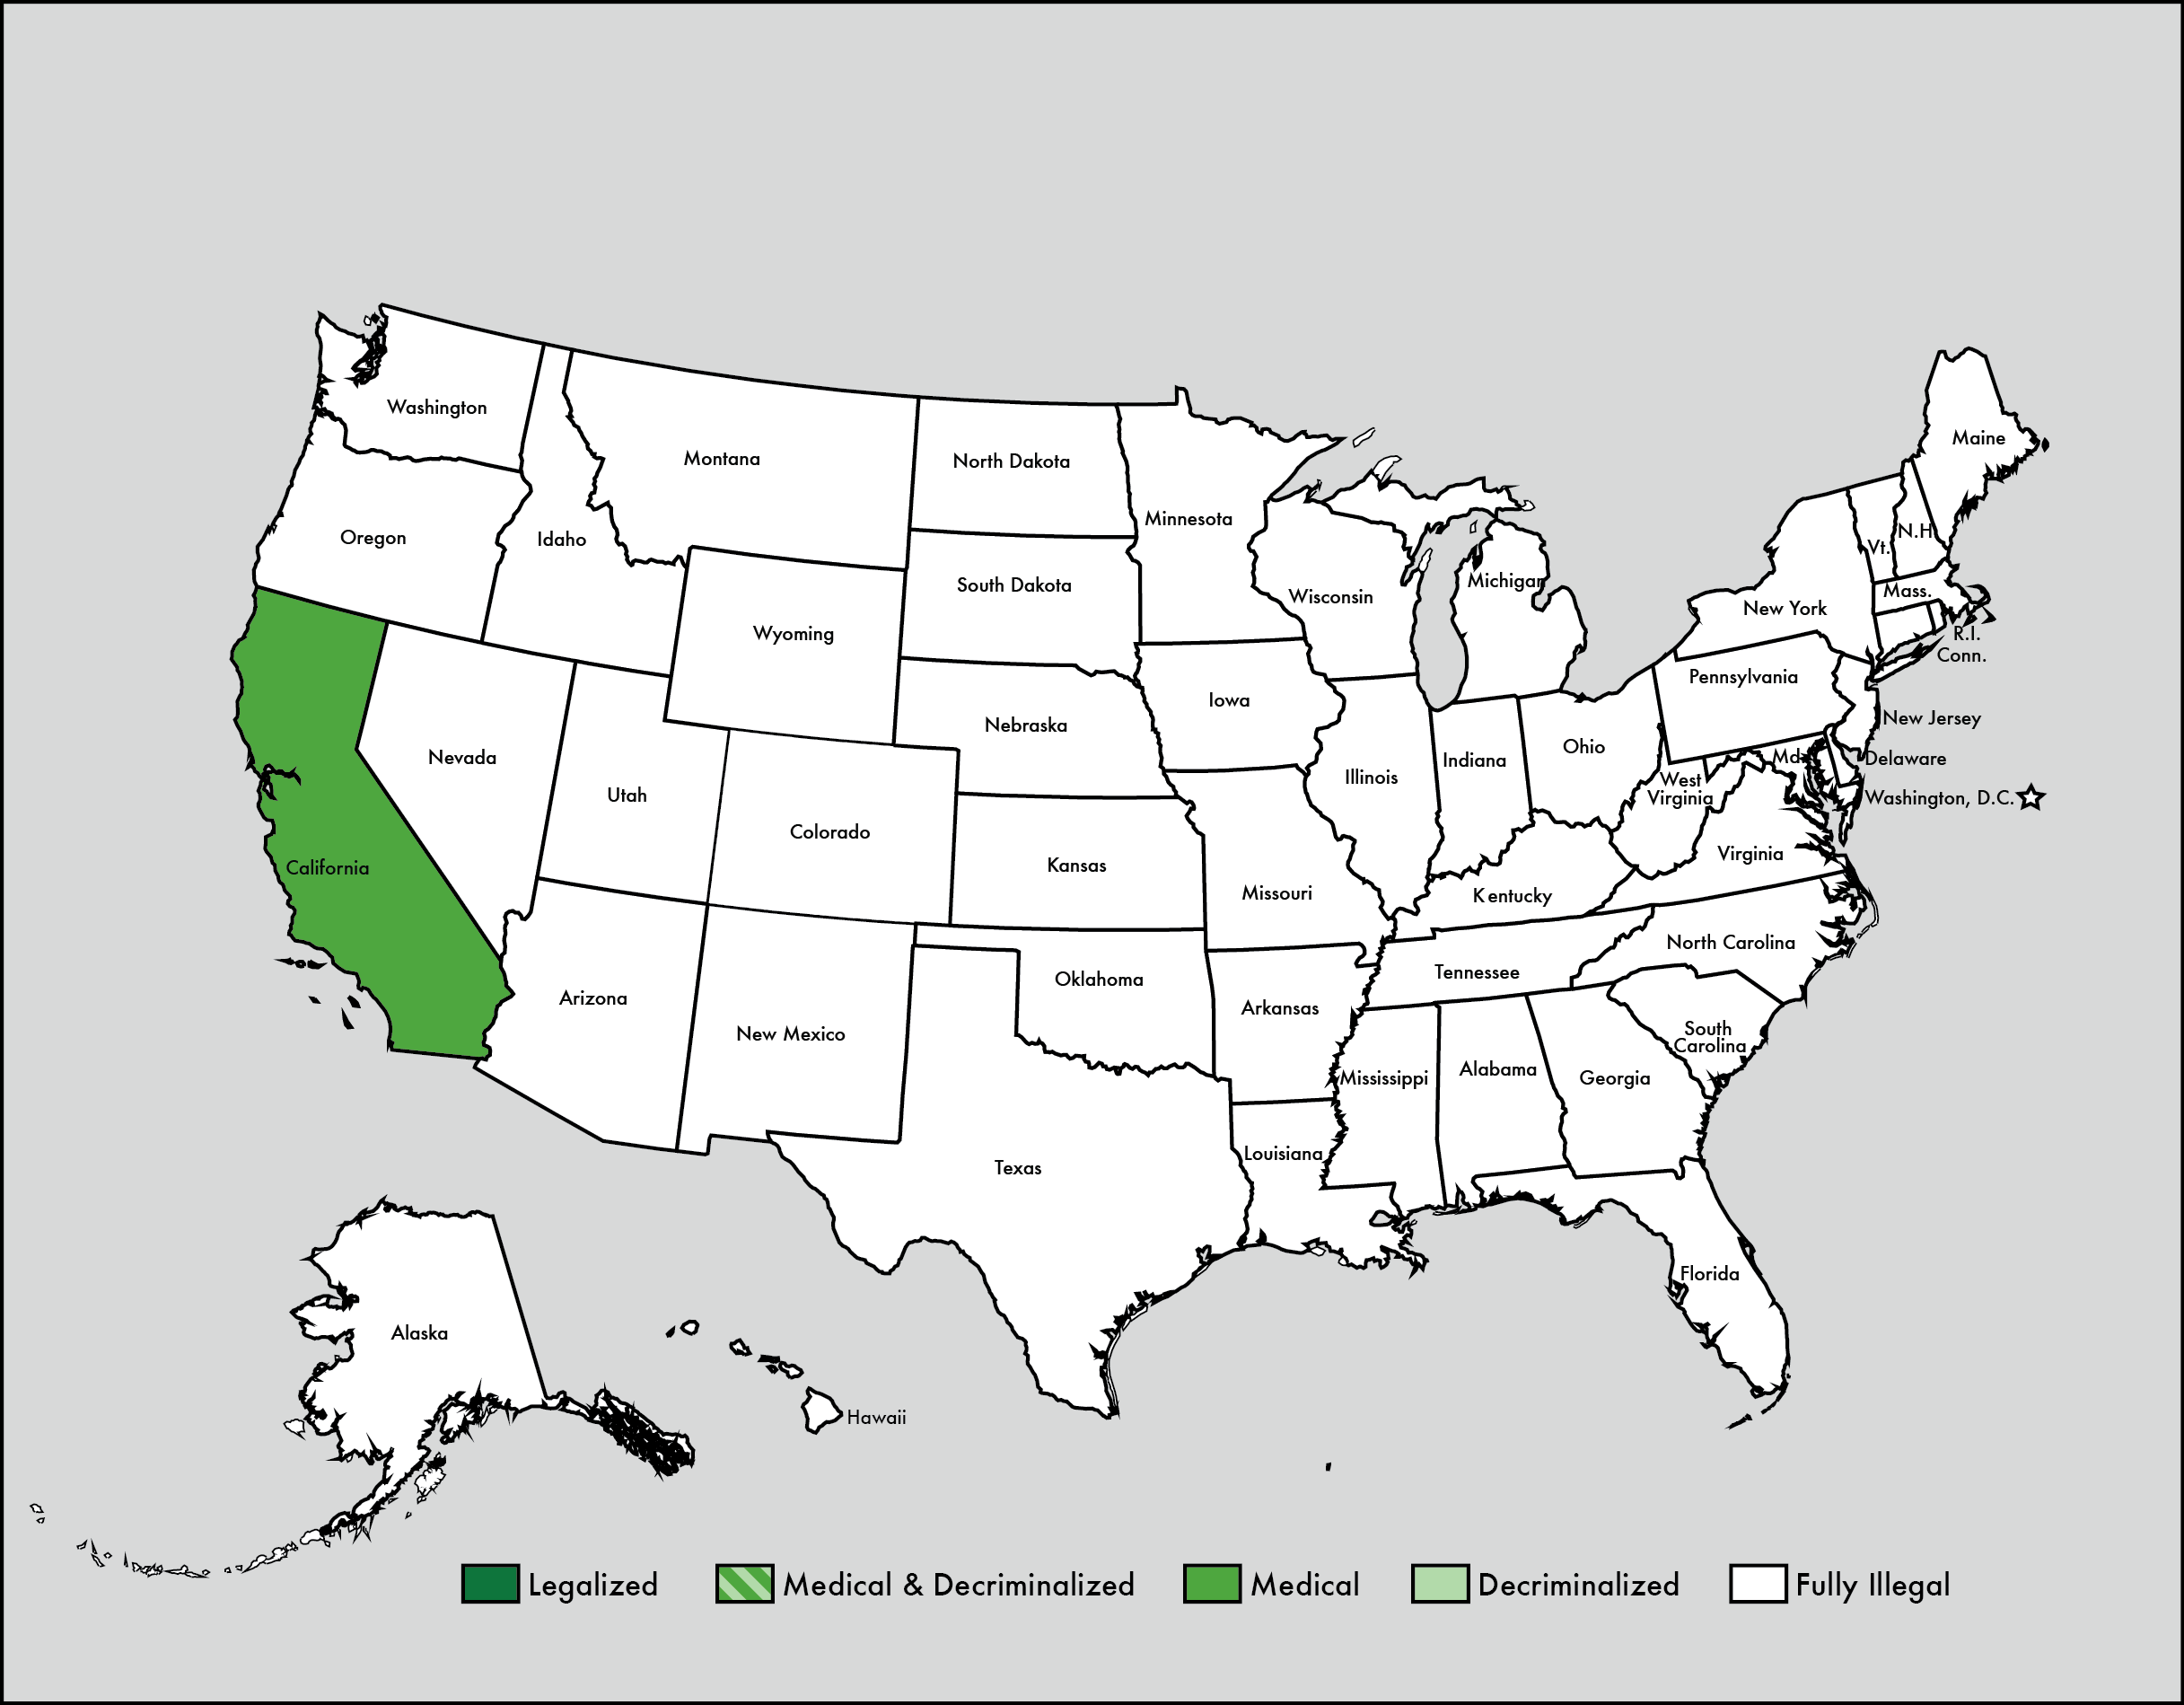 Washington
Montana
North Dakota
Minnesota
Maine
Oregon
Idaho
South Dakota
Wisconsin
Michigan
Vt.
N.H.
Mass.
New York
R.I.
Conn.
Wyoming
Nebraska
Iowa
Pennsylvania
New Jersey
Nevada
Utah
Colorado
Illinois
Indiana
Ohio
West
Virginia
Md.
Delaware
Washington, D.C.
California
Kansas
Missouri
Kentucky
Virginia
Arizona
New Mexico
Oklahoma
Arkansas
Tennessee
North Carolina
South
Carolina
Texas
Louisiana
Mississippi
Alabama
Georgia
Florida
Alaska
Hawaii
Legalized
Medical & Decriminalized
Medical
Decriminalized
Fully Illegal